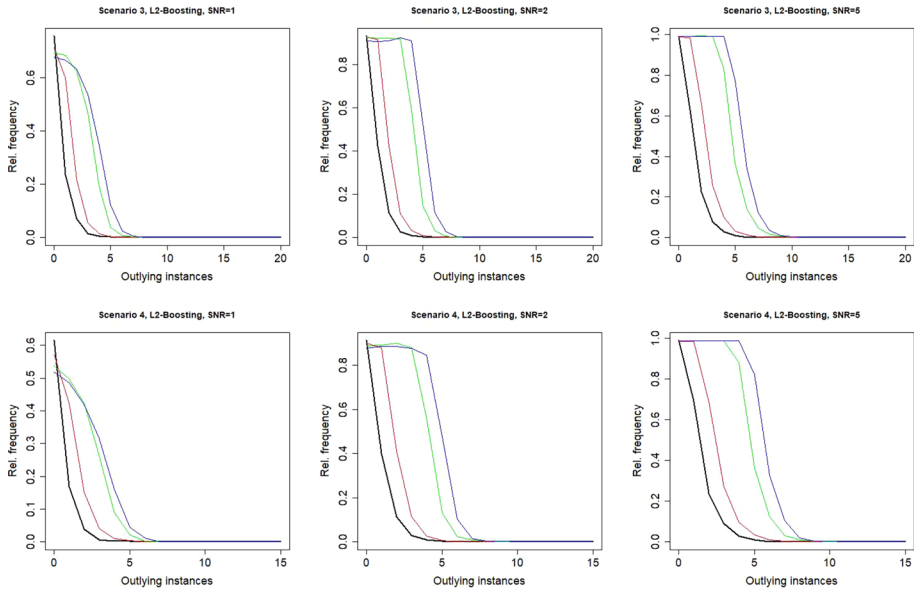 Scenario 3, L2-Boosting, SNR=1
Rel. frequency
0.0 0.2 0.4 0.6
0 5 10 15 20
Outlying instances
Scenario 3, L2-Boosting, SNR=2
Rel. frequency
0.0 0.2 0.4 0.6 0.8
0 5 10 15 20
Outlying instances
Scenario 3, L2-Boosting, SNR=5
Rel. frequency
0.0 0.2 0.4 0.6 0.8 1.0
0 5 10 15 20
Outlying instances
Scenario 4, L2-Boosting, SNR=1
Rel. frequency
0.0 0.1 0.2 0.3 0.4 0.5 0.6
0 5 10 15
Outlying instances
Scenario 4, L2-Boosting, SNR=2
Rel. frequency
0.0 0.2 0.4 0.6 0.8
0 5 10 15
Outlying instances
Scenario 4, L2-Boosting, SNR=5
Rel. frequency
0.0 0.2 0.4 0.6 0.8 1.0
0 5 10 15
Outlying instances